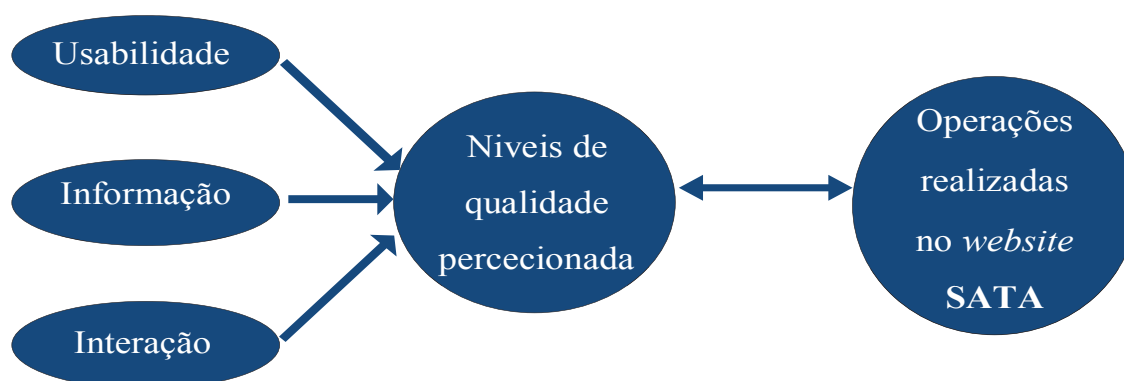 Usabilidade
Informação
Interação
Niveis de
qualidade
percecionada
Operações
realizadas
no website
SATA